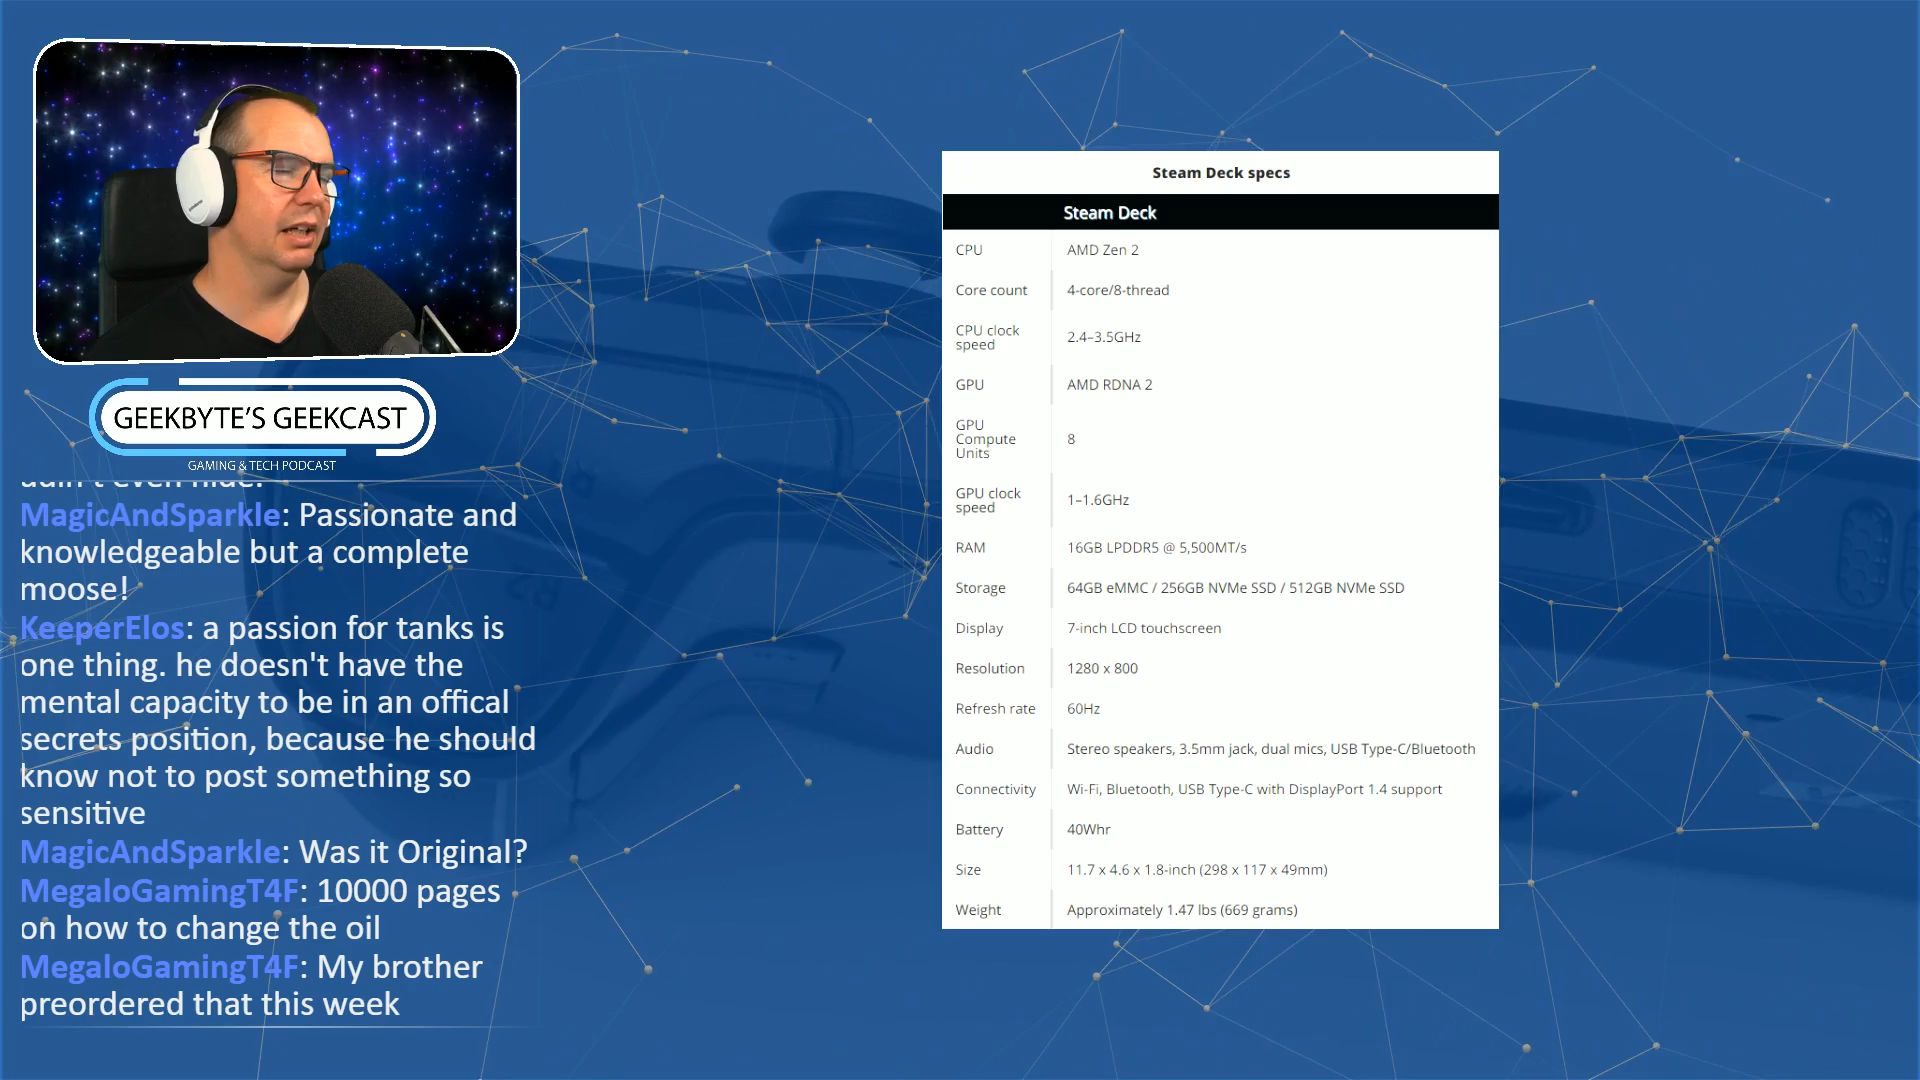 GEEKBYTE'S GEEKCAST
GAMING & TECH PODCAST
MagicAndSparkle: Passionate and
knowledgeable but a complete
moose!
KeeperElos: a passion for tanks is
one thing. he doesn't have the
mental capacity to be in an offical
secrets position, because he should
know not to post something so
sensitive
MagicAndSparkle: Was it Original?
MegaloGamingT4F: 10000 pages
on how to change the oil
MegaloGamingT4F: My brother
preordered that this week
Steam Deck specs
Steam Deck
CPU AMD Zen 2
Core count 4-core/8-thread
CPU clock
speed 2.4–3.5GHz
GPU AMD RDNA 2
GPU
Compute
Units 8
GPU clock
speed 1–1.6GHz
RAM 16GB LPDDR5 @ 5,500MT/s
Storage 64GB eMMC / 256GB NVMe SSD / 512GB NVMe SSD
Display 7-inch LCD touchscreen
Resolution 1280 x 800
Refresh rate 60Hz
Audio Stereo speakers, 3.5mm jack, dual mics, USB Type-C/Bluetooth
Connectivity Wi-Fi, Bluetooth, USB Type-C with DisplayPort 1.4 support
Battery 40Whr
Size 11.7 x 4.6 x 1.8-inch (298 x 117 x 49mm)
Weight Approximately 1.47 lbs (669 grams)